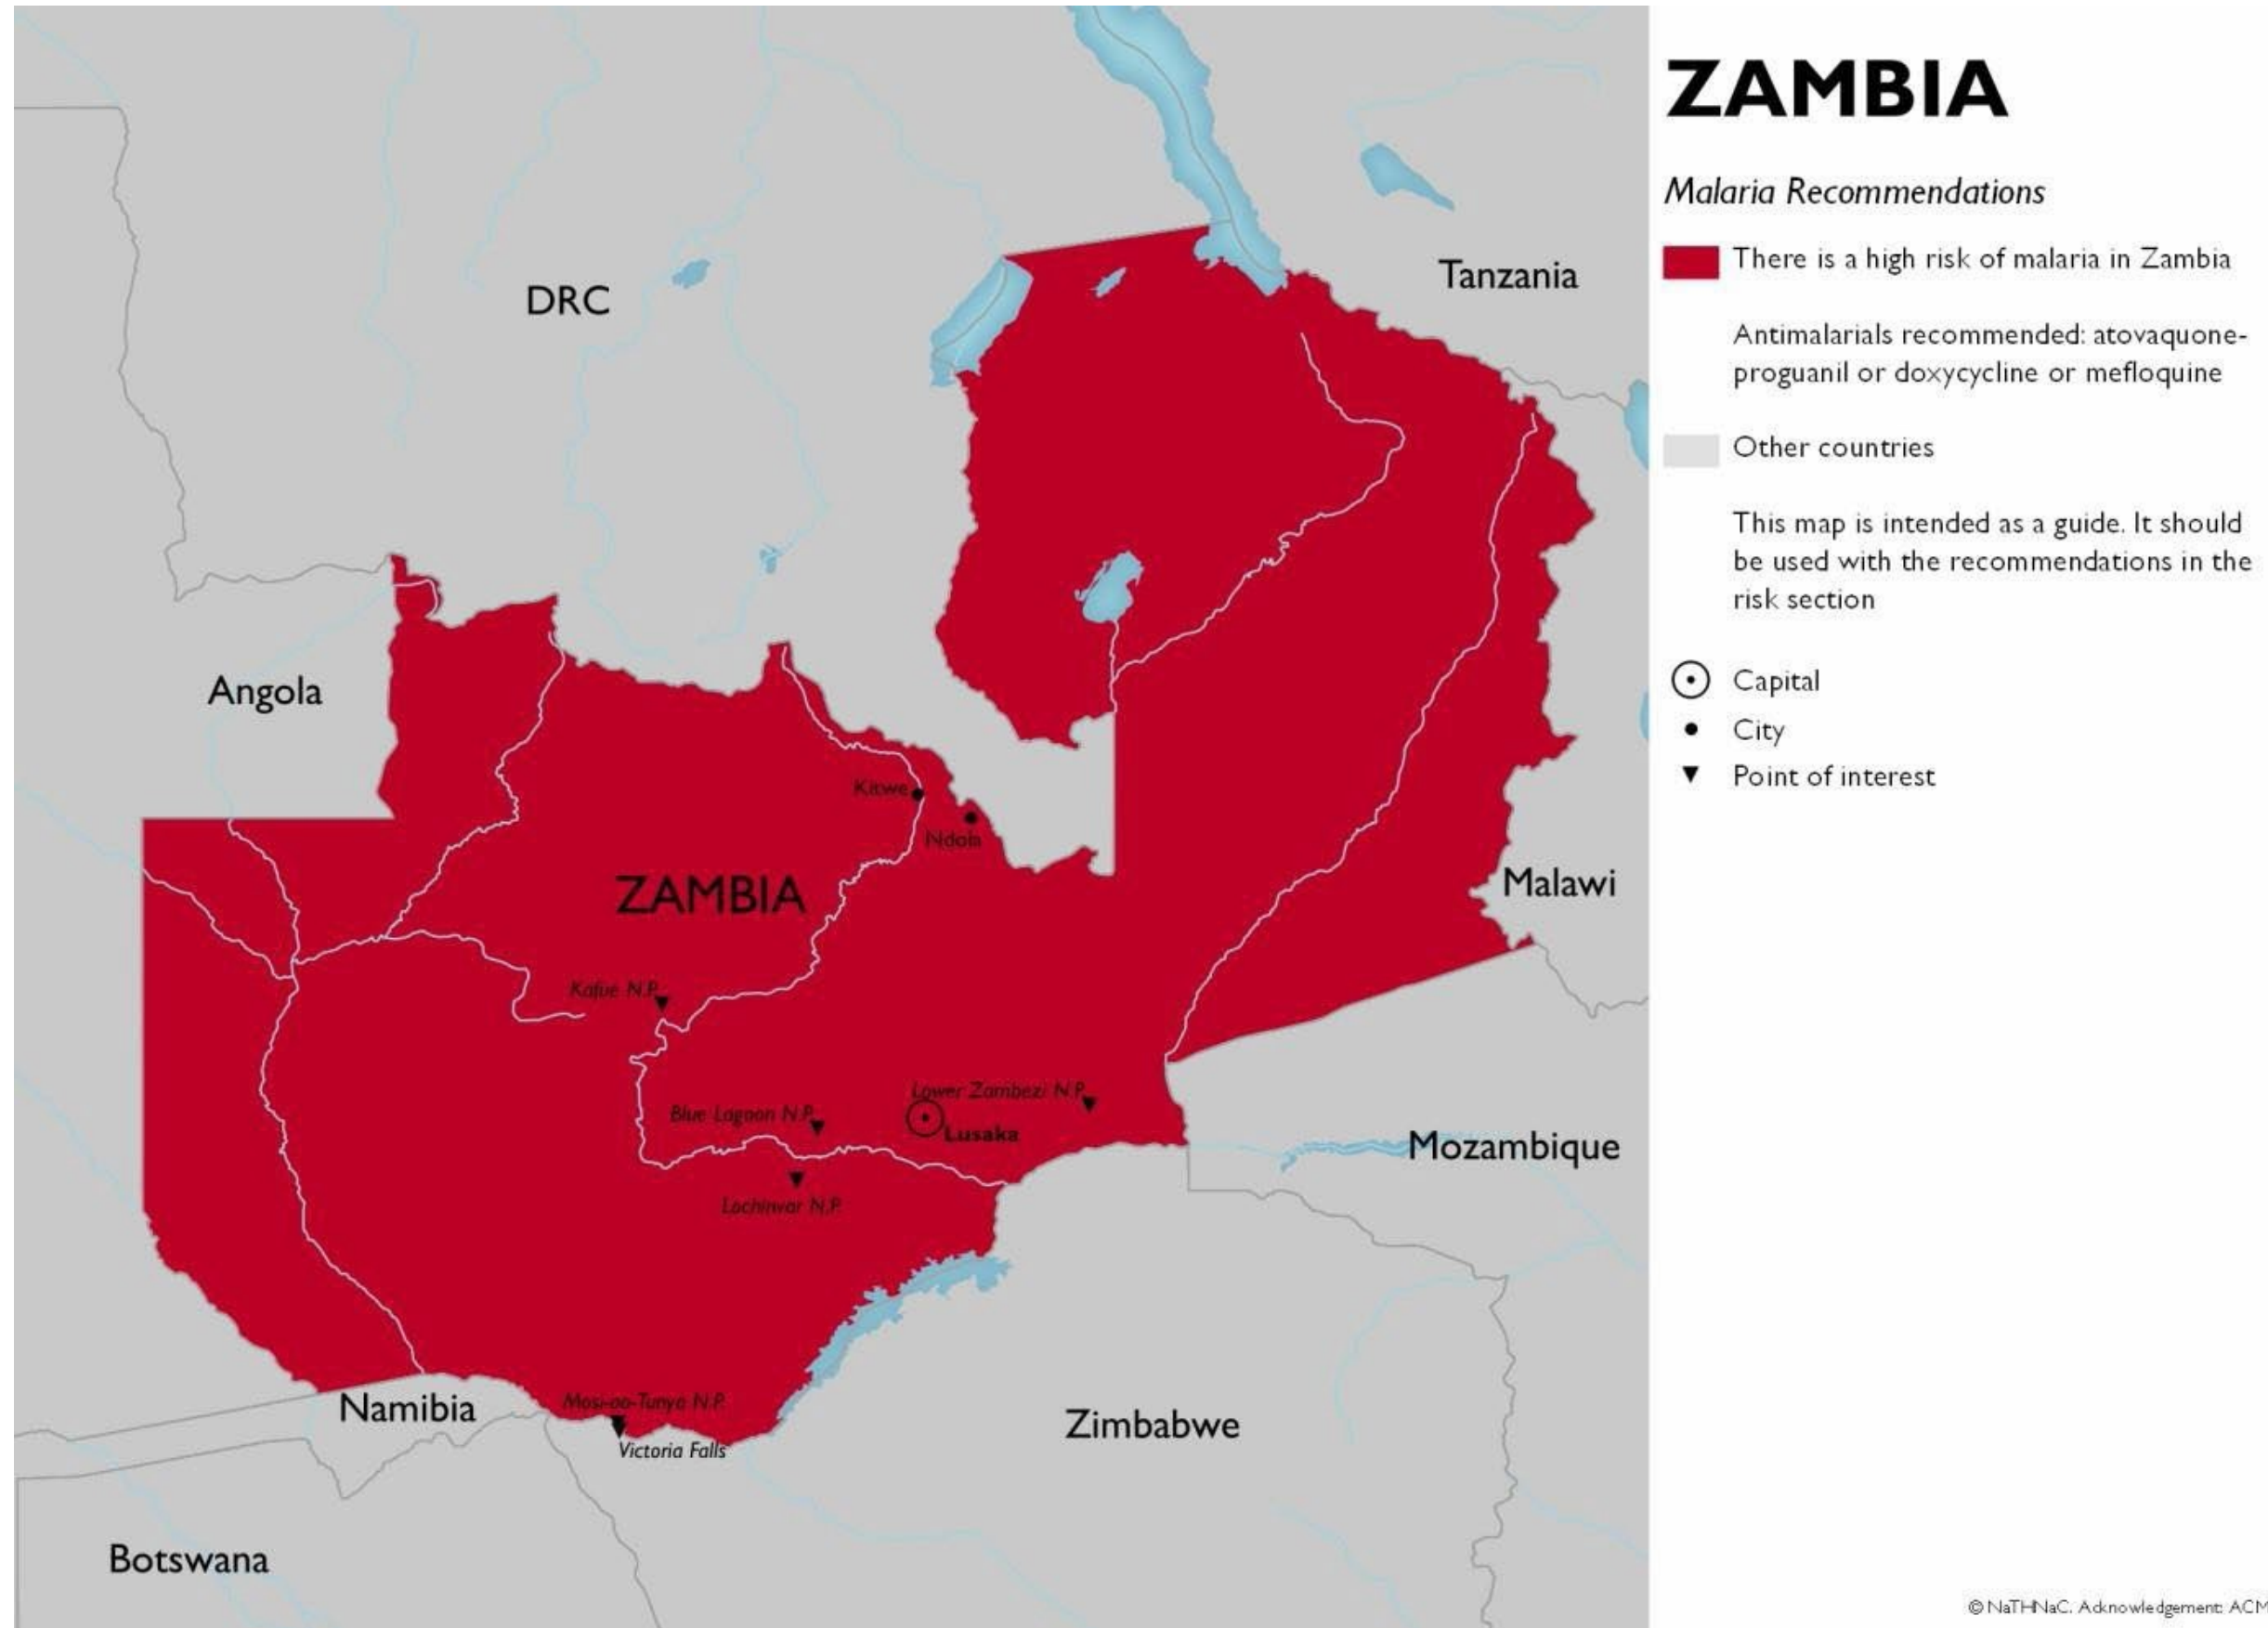 ZAMBIA
Malaria Recommendations
There is a high risk of malaria in Zambia
Antimalarials recommended: atovaquone-
proguanil or doxycycline or mefloquine
Other countries
This map is intended as a guide. It should
be used with the recommendations in the
risk section
Capital
City
Point of interest
DRC
Tanzania
Angola
Kitwe
Ndola
ZAMBIA
Malawi
Kafue N.P.
Lower Zambezi N.P.
Blue Lagoon N.P.
Lusaka
Mozambique
Lochinvar N.P.
Namibia
Mosi-oa-Tunya N.P.
Victoria Falls
Zimbabwe
Botswana
© NaTHNaC. Acknowledgement: ACM